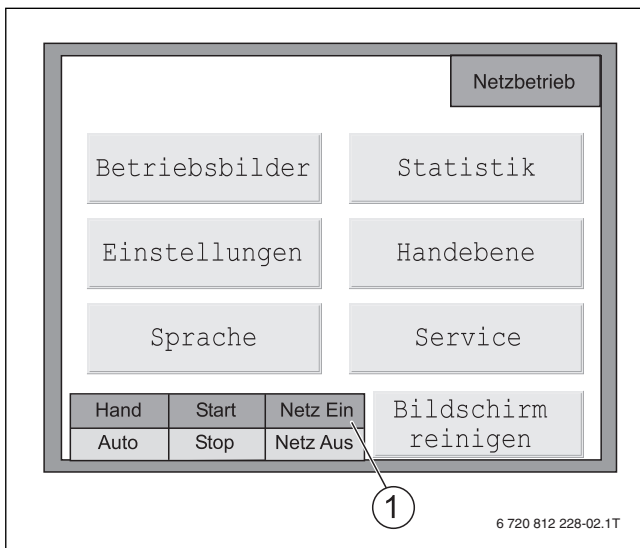 Netzbetrieb
Betriebsbilder
Statistik
Einstellungen
Handebene
Sprache
Service
Hand
Start
Netz Ein
Bildschirm
reinigen
Auto
Stop
Netz Aus
1
6 720 812 228-02.1T